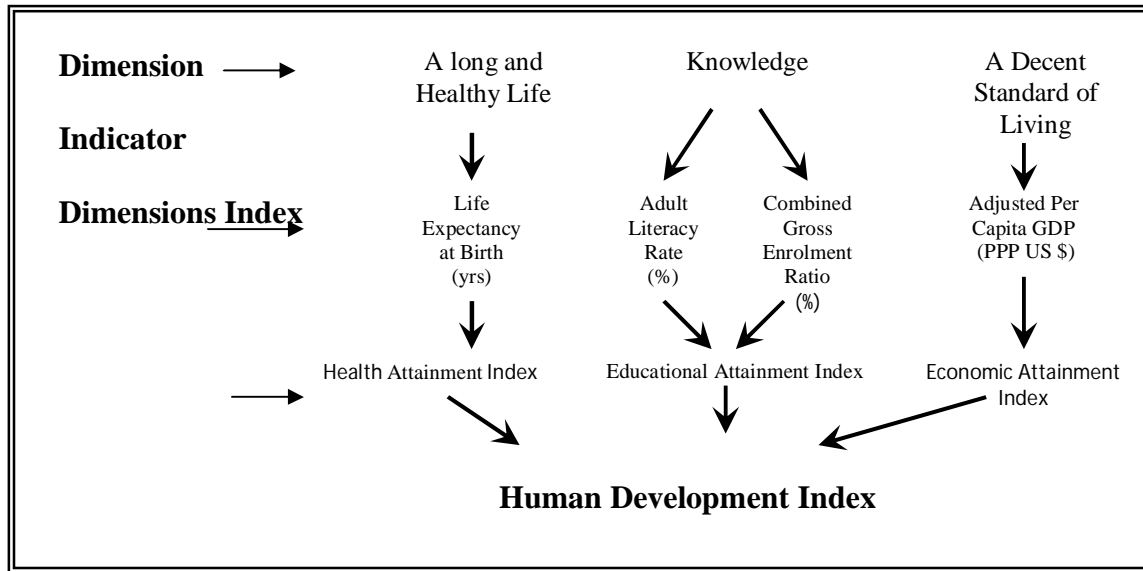 Dimension
A long and
Healthy Life
Knowledge
A Decent
Standard of
Living
Indicator
Dimensions Index
Life
Expectancy
at Birth
(yrs)
Adult
Literacy
Rate
(%)
Combined
Gross
Enrolment
Ratio
(%)
Adjusted Per
Capita GDP
(PPP US $)
Health Attainment Index
Educational Attainment Index
Economic Attainment
Index
Human Development Index